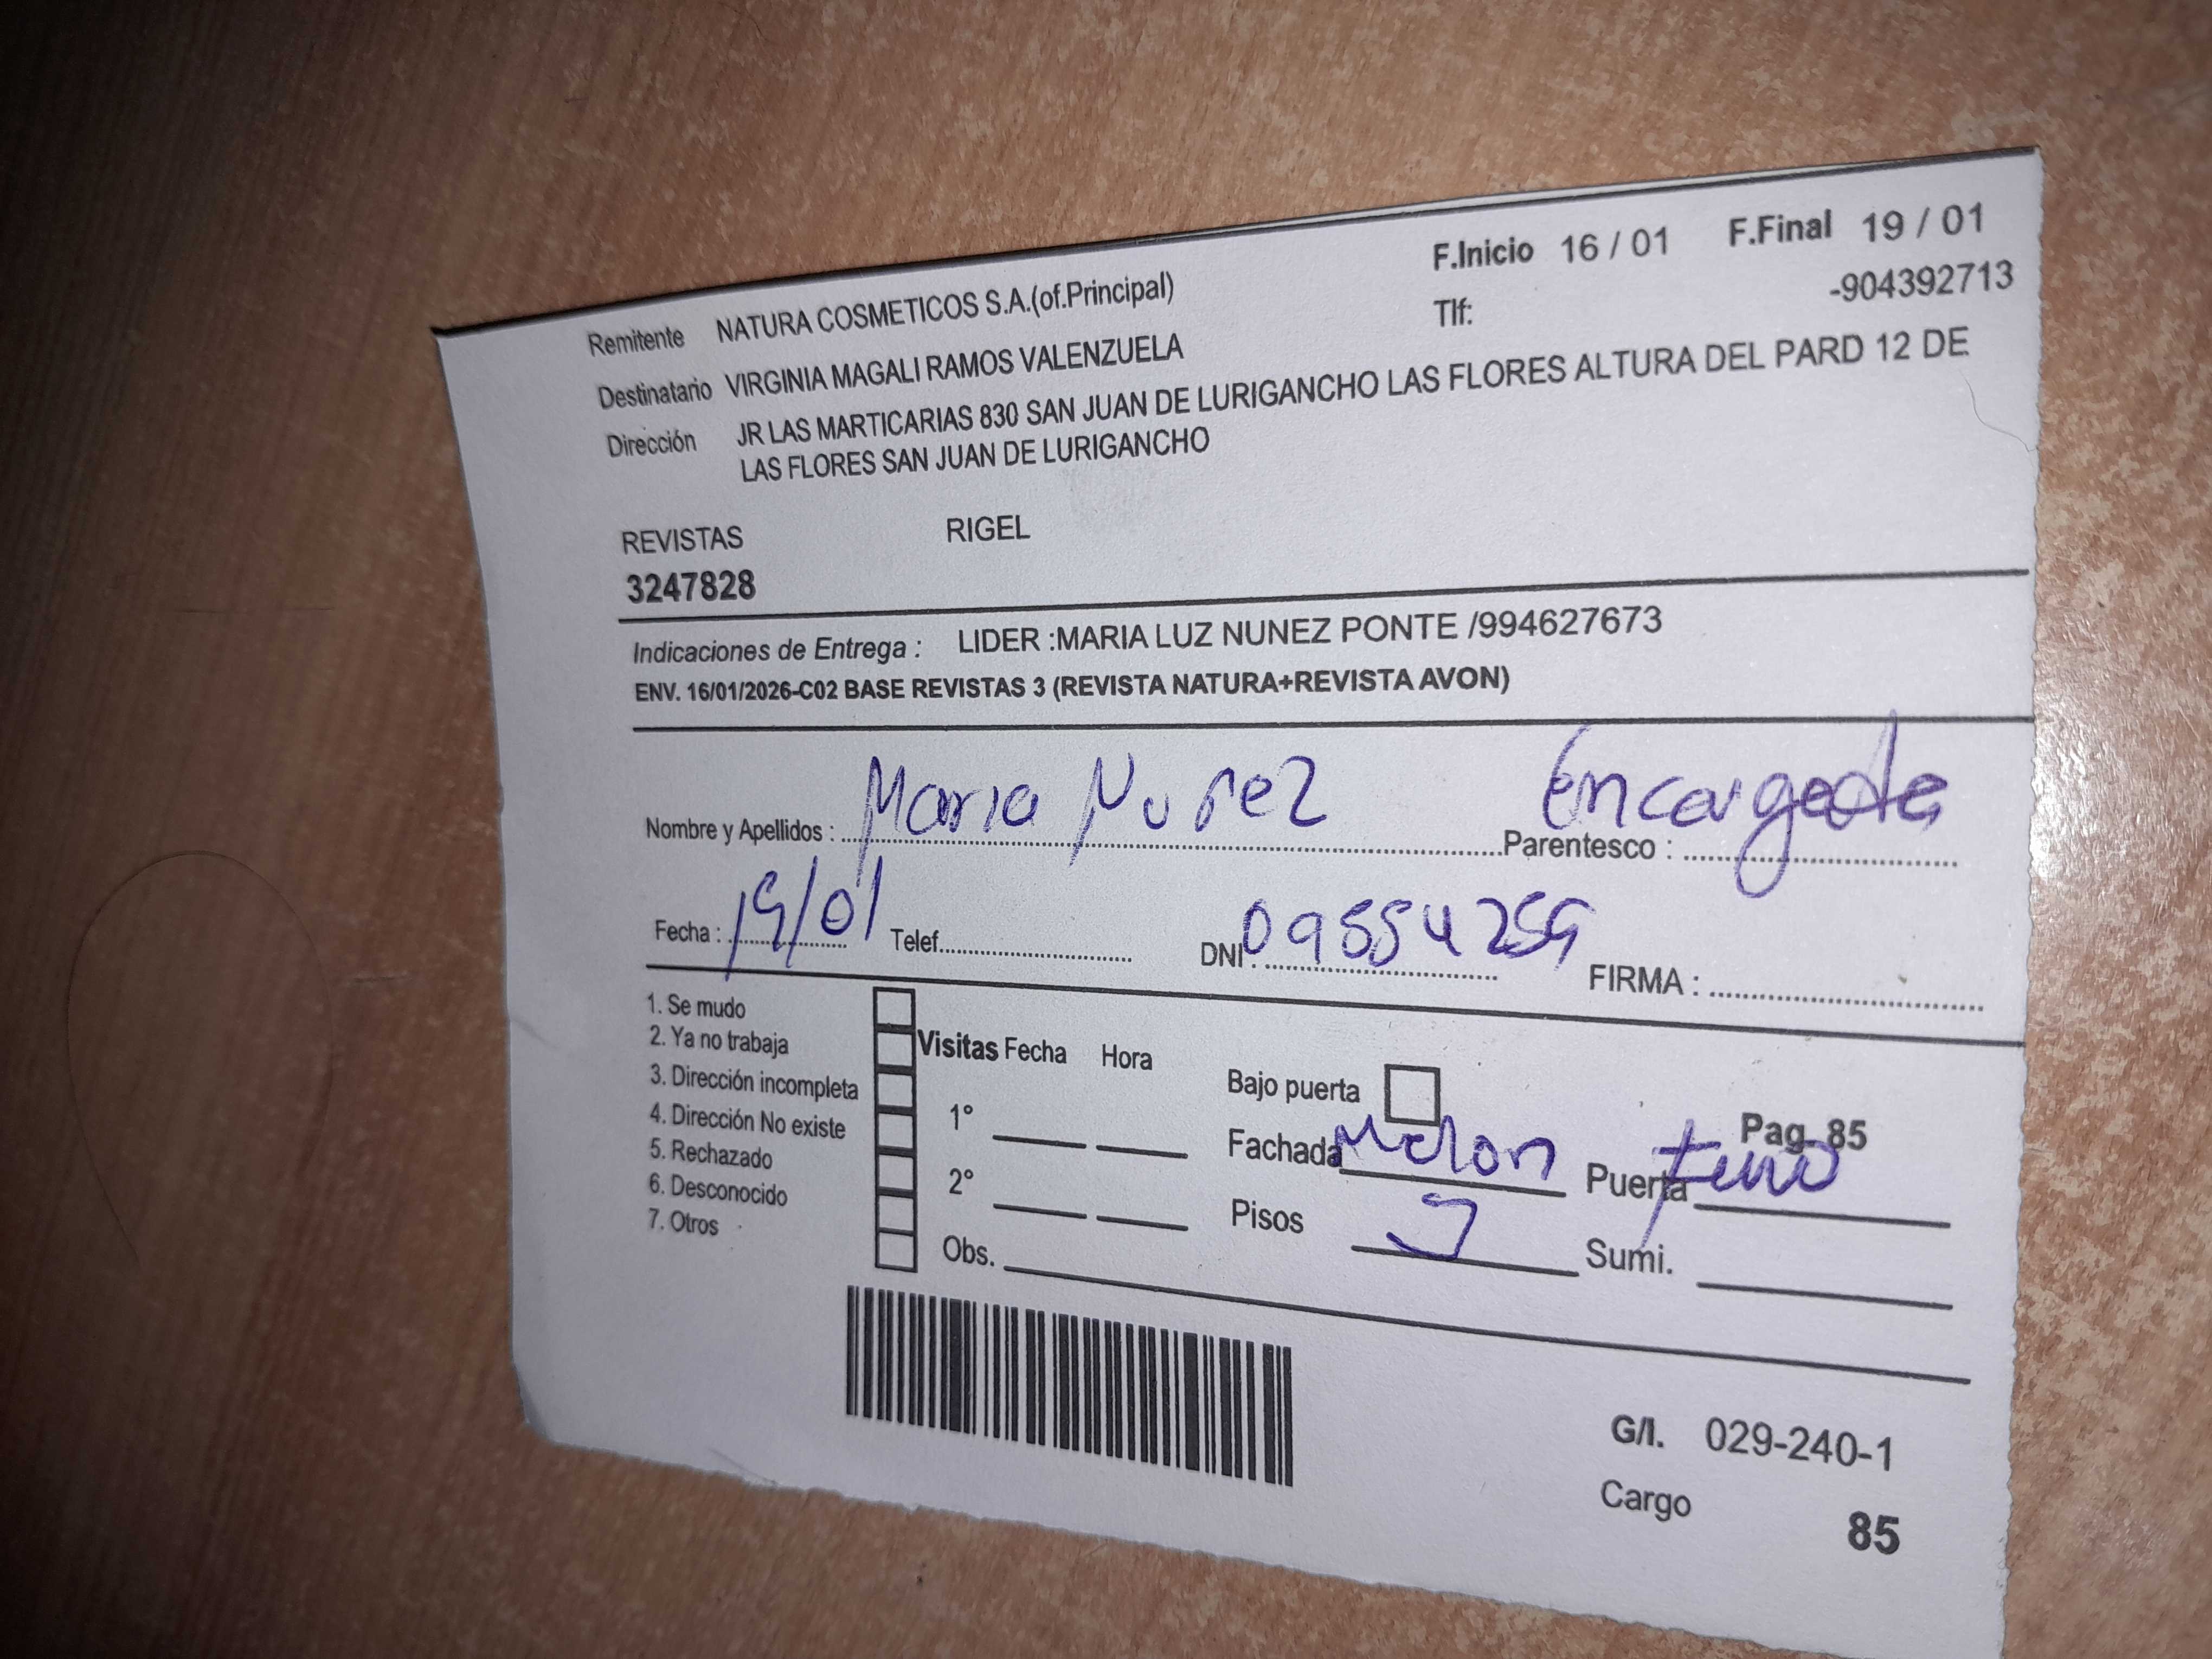 F.Inicio 16 / 01 F.Final 19 / 01
Remitente NATURA COSMETICOS S.A.(of.Principal) Tlf: -904392713
Destinatario VIRGINIA MAGALI RAMOS VALENZUELA
Dirección JR LAS MARTICARIAS 830 SAN JUAN DE LURIGANCHO LAS FLORES ALTURA DEL PARD 12 DE
LAS FLORES SAN JUAN DE LURIGANCHO
REVISTAS RIGEL
3247828
Indicaciones de Entrega : LIDER :MARIA LUZ NUNEZ PONTE /994627673
ENV. 16/01/2026-C02 BASE REVISTAS 3 (REVISTA NATURA+REVISTA AVON)
Nombre y Apellidos : Maria Nuñez Parentesco : Encargada
Fecha : 19/01 Telef. DNI : 09554259 FIRMA :
1. Se mudo
2. Ya no trabaja
3. Dirección incompleta
4. Dirección No existe
5. Rechazado
6. Desconocido
7. Otros
Visitas Fecha Hora
1°
2°
Obs.
Bajo puerta
Pag. 85
Fachada Melon Puerta
Pisos Sumi.
G/I. 029-240-1
Cargo 85